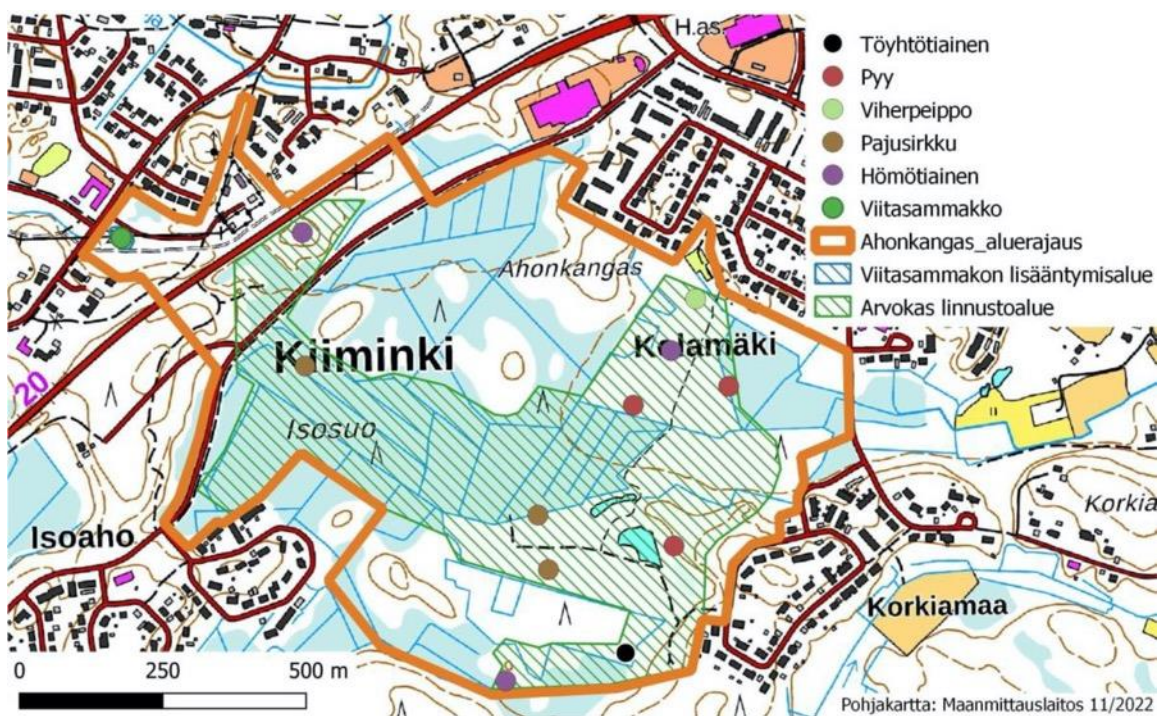 H.as.
Töyhtötiainen
Pyy
Viherpeippo
Pajusirkku
Hömötiainen
Viitasammakko
Ahonkangas_aluerajaus
Viitasammakon lisääntymisalue
Arvokas linnustoalue
Ahonkangas
Kiiminki
Kolamäki
20
Isosuo
Isoaho
Korkia
Korkiamaa
0 250 500 m
Pohjakartta: Maanmittauslaitos 11/2022